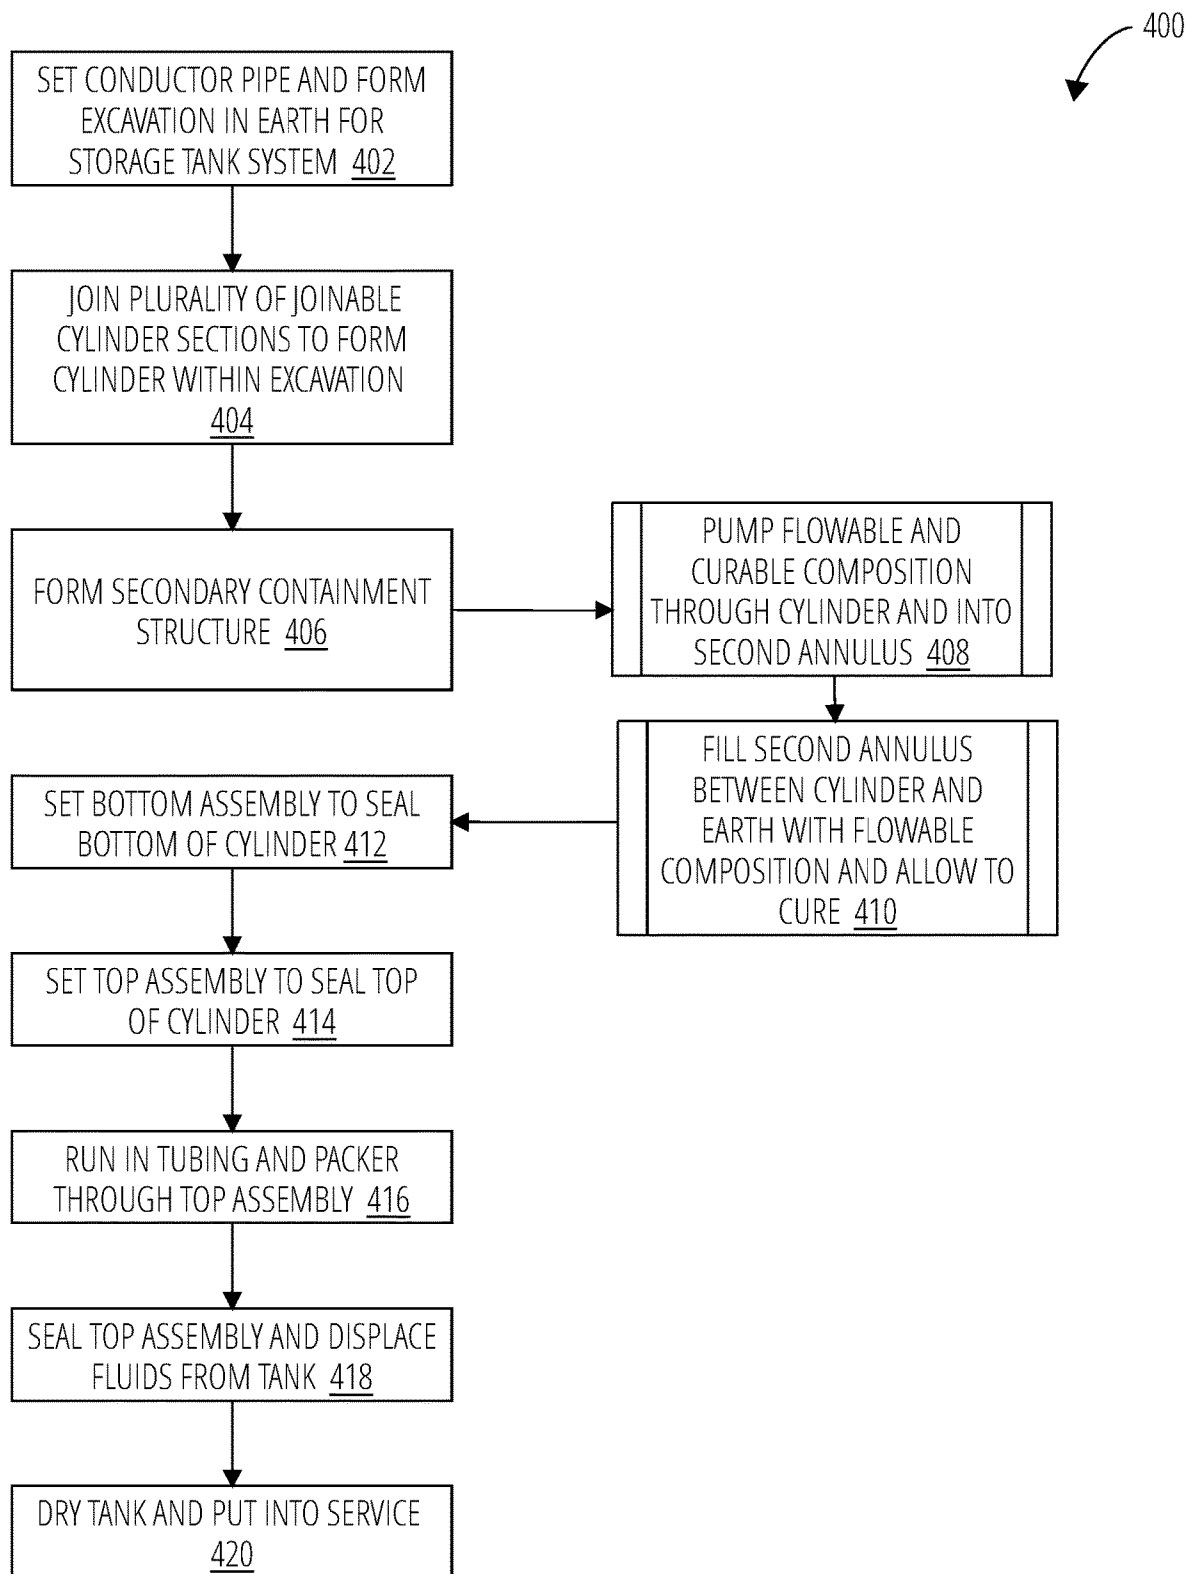 400
SET CONDUCTOR PIPE AND FORM
EXCAVATION IN EARTH FOR
STORAGE TANK SYSTEM 402
JOIN PLURALITY OF JOINABLE
CYLINDER SECTIONS TO FORM
CYLINDER WITHIN EXCAVATION
404
FORM SECONDARY CONTAINMENT
STRUCTURE 406
PUMP FLOWABLE AND
CURABLE COMPOSITION
THROUGH CYLINDER AND INTO
SECOND ANNULUS 408
FILL SECOND ANNULUS
BETWEEN CYLINDER AND
EARTH WITH FLOWABLE
COMPOSITION AND ALLOW TO
CURE 410
SET BOTTOM ASSEMBLY TO SEAL
BOTTOM OF CYLINDER 412
SET TOP ASSEMBLY TO SEAL TOP
OF CYLINDER 414
RUN IN TUBING AND PACKER
THROUGH TOP ASSEMBLY 416
SEAL TOP ASSEMBLY AND DISPLACE
FLUIDS FROM TANK 418
DRY TANK AND PUT INTO SERVICE
420